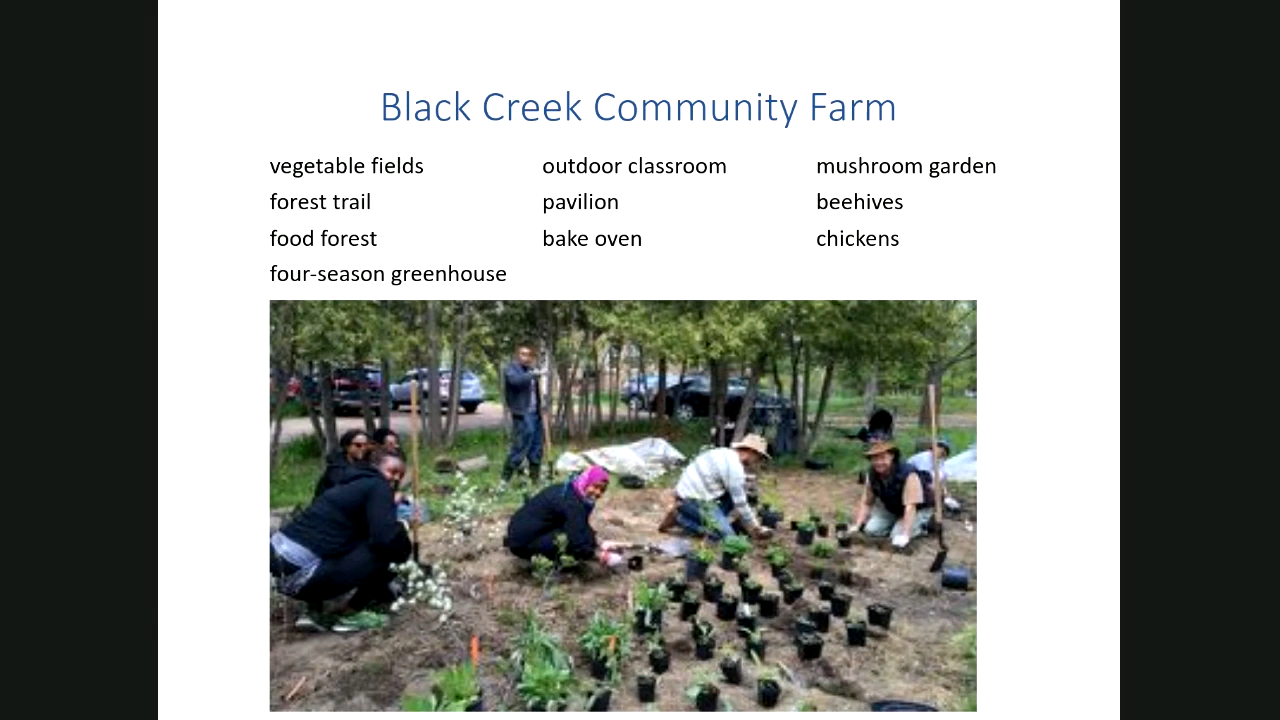 Black Creek Community Farm
vegetable fields
forest trail
food forest
four-season greenhouse
outdoor classroom
pavilion
bake oven
mushroom garden
beehives
chickens